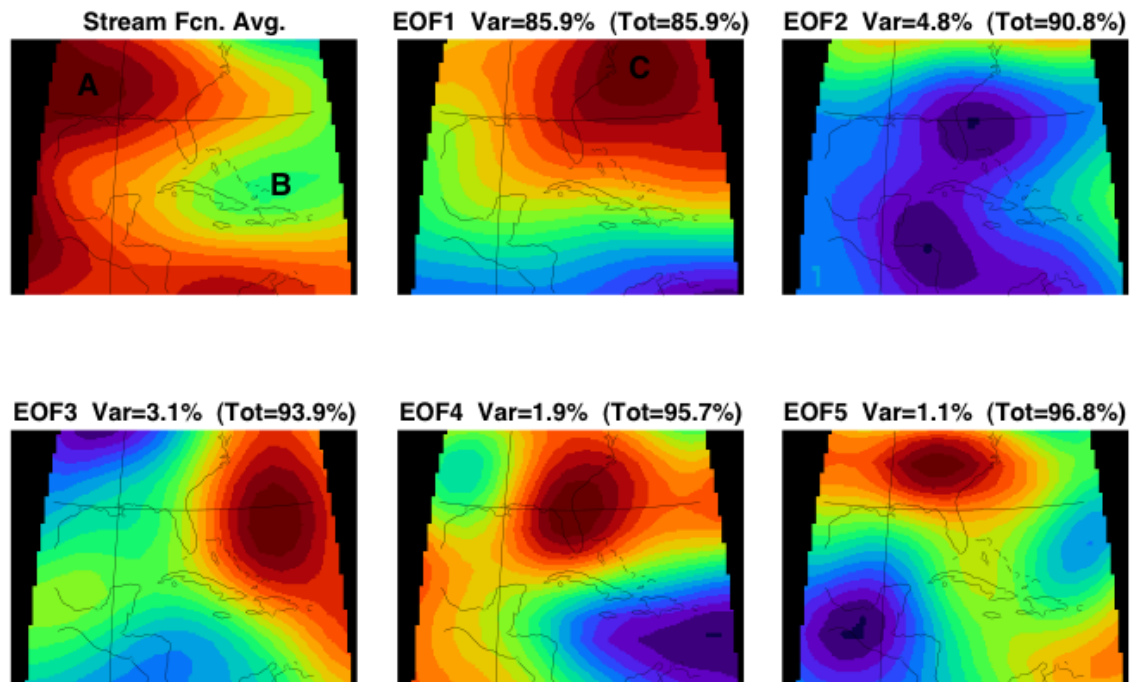 Stream Fcn. Avg.
EOF1 Var=85.9% (Tot=85.9%)
EOF2 Var=4.8% (Tot=90.8%)
A
C
B
EOF3 Var=3.1% (Tot=93.9%)
EOF4 Var=1.9% (Tot=95.7%)
EOF5 Var=1.1% (Tot=96.8%)